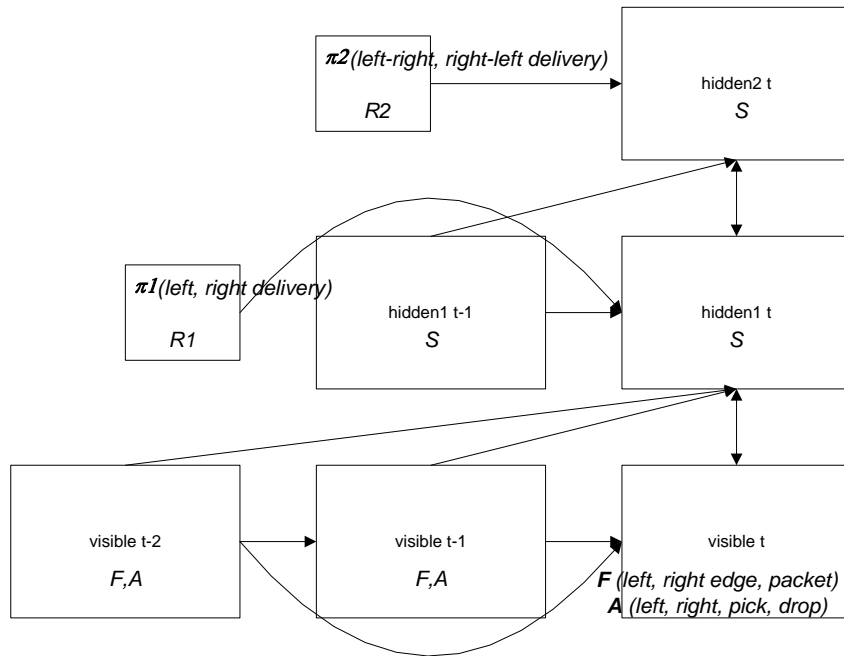 π2 (left-right, right-left delivery)
R2
hidden2 t
S
π1 (left, right delivery)
R1
hidden1 t-1
S
hidden1 t
S
visible t-2
F,A
visible t-1
F,A
visible t
F (left, right edge, packet)
A (left, right, pick, drop)